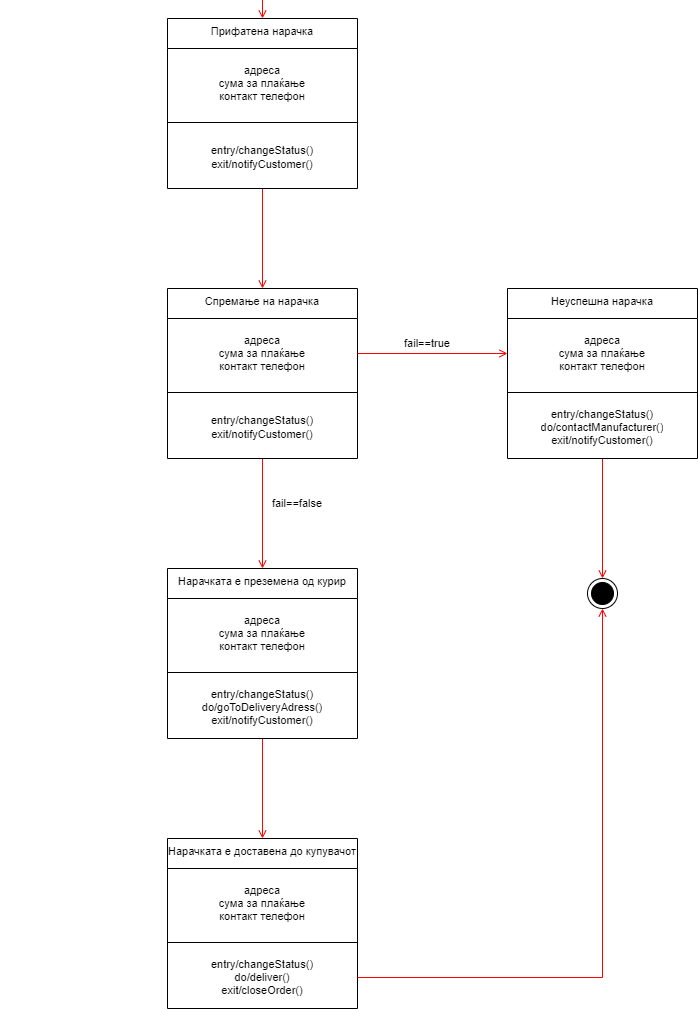 Прифатена нарачка
адреса
сума за плаќање
контакт телефон
entry/changeStatus()
exit/notifyCustomer()
Спремање на нарачка
адреса
сума за плаќање
контакт телефон
entry/changeStatus()
exit/notifyCustomer()
fail==true
Неуспешна нарачка
адреса
сума за плаќање
контакт телефон
entry/changeStatus()
do/contactManufacturer()
exit/notifyCustomer()
fail==false
Нарачката е преземена од курир
адреса
сума за плаќање
контакт телефон
entry/changeStatus()
do/goToDeliveryAdress()
exit/notifyCustomer()
Нарачката е доставена до купувачот
адреса
сума за плаќање
контакт телефон
entry/changeStatus()
do/deliver()
exit/closeOrder()